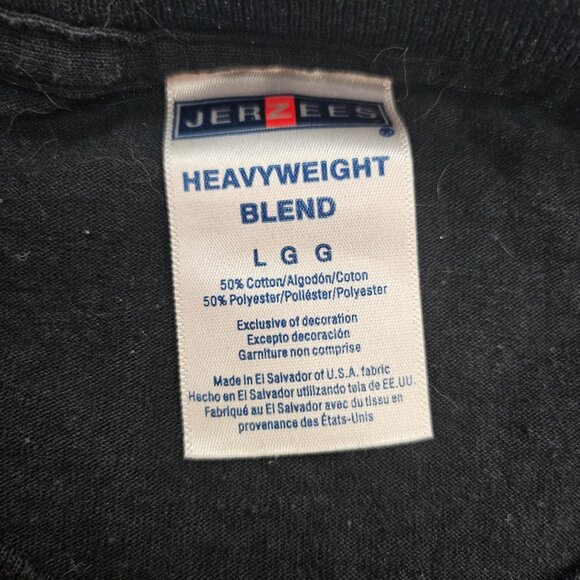 JERZEES®
HEAVYWEIGHT
BLEND
L G G
50% Cotton/Algodón/Coton
50% Polyester/Poliéster/Polyester
Exclusive of decoration
Excepto decoración
Garniture non comprise
Made in El Salvador of U.S.A. fabric
Hecho en El Salvador utilizando tela de EE.UU.
Fabriqué au El Salvador avec du tissu en
provenance des États-Unis